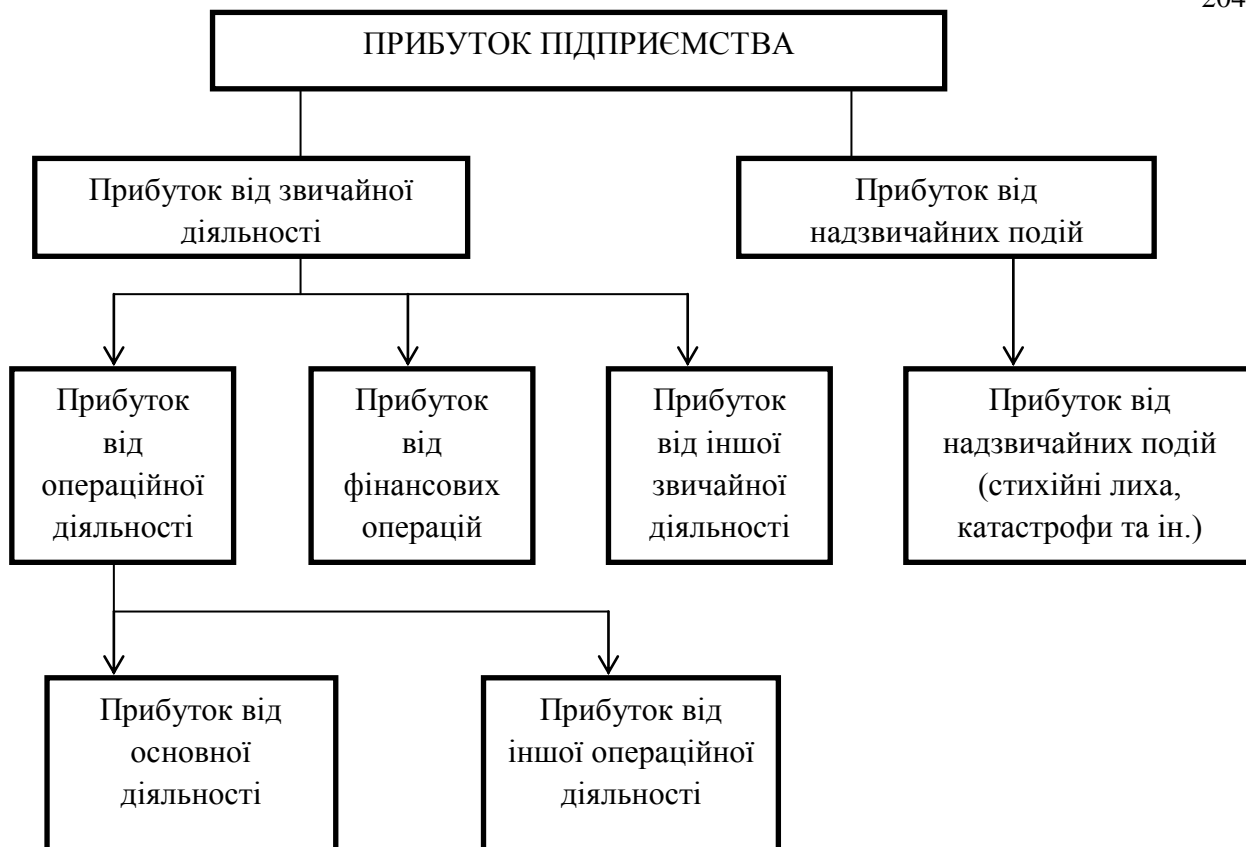 ПРИБУТОК ПІДПРИЄМСТВА
Прибуток від звичайної
діяльності
Прибуток від
надзвичайних подій
Прибуток
від
операційної
діяльності
Прибуток
від
фінансових
операцій
Прибуток
від іншої
звичайної
діяльності
Прибуток від
надзвичайних подій
(стихійні лиха,
катастрофи та ін.)
Прибуток від
основної
діяльності
Прибуток від
іншої операційної
діяльності